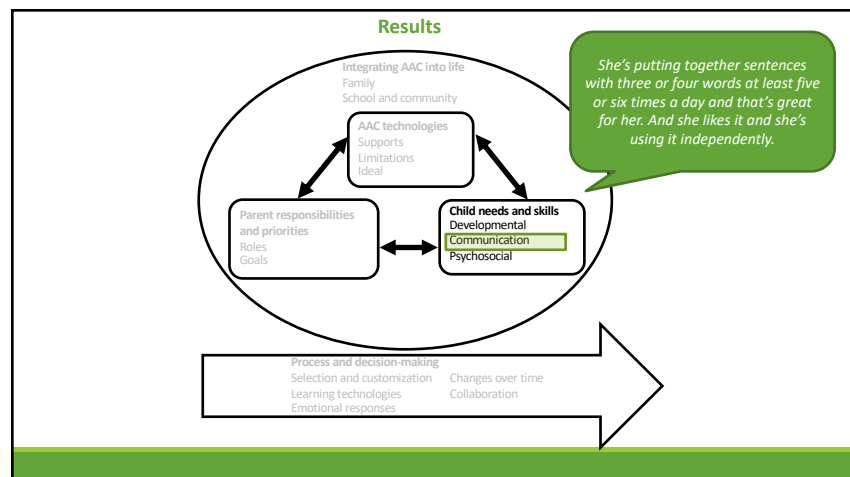 Results
Integrating AAC into life
Family
School and community
She's putting together sentences
with three or four words at least five
or six times a day and that's great
for her. And she likes it and she's
using it independently.
AAC technologies
Supports
Limitations
Ideal
Parent responsibilities
and priorities
Roles
Goals
Child needs and skills
Developmental
Communication
Psychosocial
Process and decision-making
Selection and customization
Learning technologies
Emotional responses
Changes over time
Collaboration